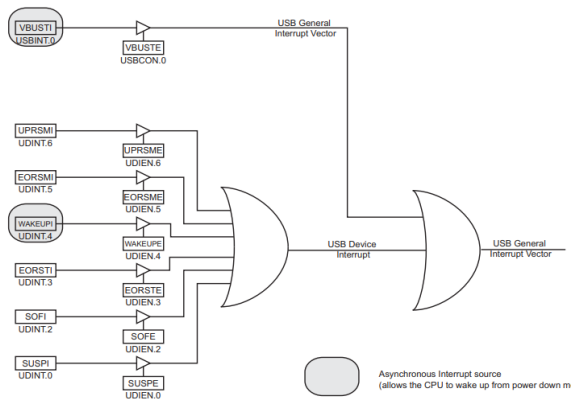 VBUSTI
USBINT.0
VBUSTE
USBCON.0
USB General
Interrupt Vector
UPRSMI
UDINT.6
UPRSME
UDIEN.6
EORSMI
UDINT.5
EORSME
UDIEN.5
WAKEUPI
UDINT.4
WAKEUPE
UDIEN.4
EORSTI
UDINT.3
EORSTE
UDIEN.3
SOFI
UDINT.2
SOFE
UDIEN.2
SUSPI
UDINT.0
SUSPE
UDIEN.0
USB Device
Interrupt
USB General
Interrupt Vector
Asynchronous Interrupt source
(allows the CPU to wake up from power down m